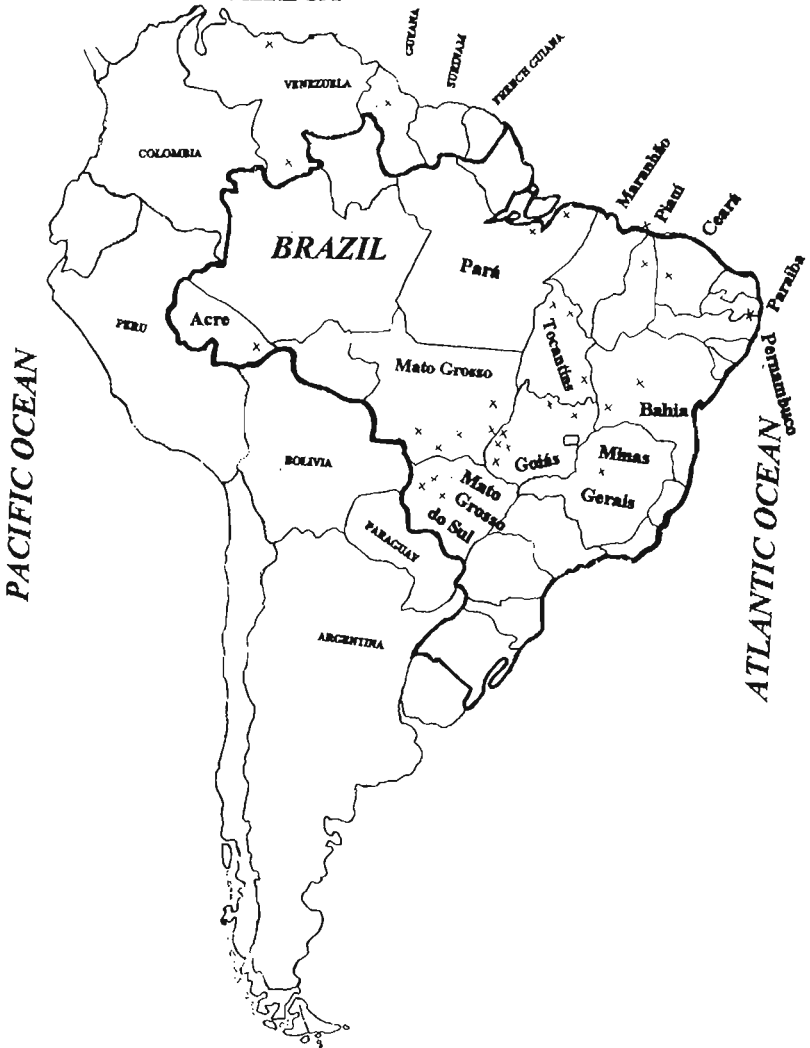 GUYANA
SURINAM
FRENCH GUIANA
VENEZUELA
COLOMBIA
Maranhão
Piauí
Ceará
BRAZIL
Pará
Paraíba
Acre
PERU
Tocantins
Mato Grosso
Pernambuco
Bahia
BOLIVIA
Goiás
Minas
Gerais
Mato
Grosso
do Sul
PARAGUAY
PACIFIC OCEAN
ATLANTIC OCEAN
ARGENTINA